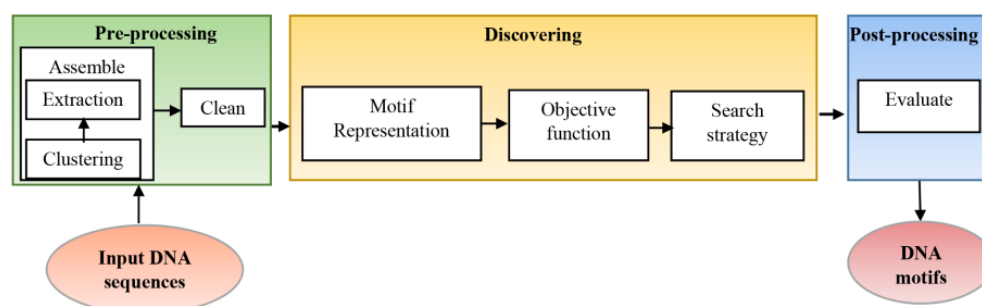 Pre-processing
Assemble
Extraction
Clustering
Clean
Discovering
Motif
Representation
Objective
function
Search
strategy
Post-processing
Evaluate
Input DNA
sequences
DNA
motifs